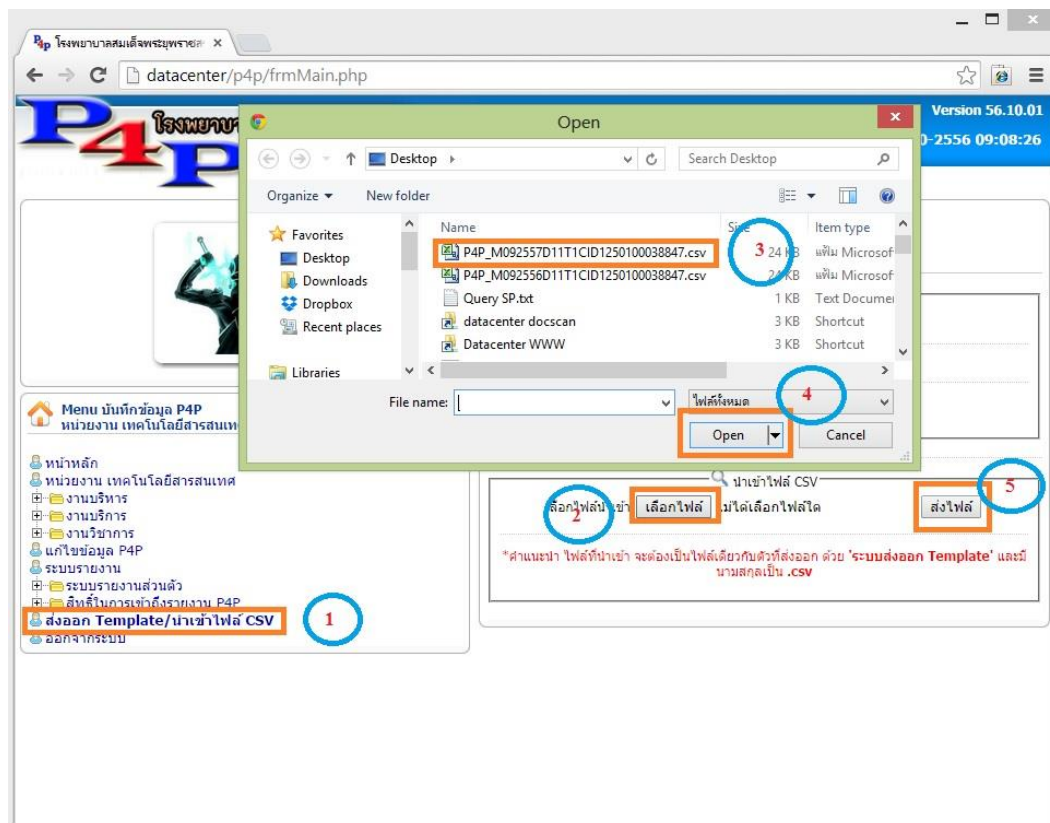 P4p โรงพยาบาลสมเด็จพระยุพราชส
datacenter/p4p/frmMain.php
P4P
Version 56.10.01
0-2556 09:08:26
Open
Desktop
Search Desktop
Organize
New folder
Favorites
Desktop
Downloads
Dropbox
Recent places
Libraries
Name
Size
Item type
P4P_M092557D11T1CID1250100038847.csv
24 KB
แฟ้ม Microsof
3
P4P_M092556D11T1CID1250100038847.csv
24 KB
แฟ้ม Microsof
Query SP.txt
1 KB
Text Documen
datacenter docscan
3 KB
Shortcut
Datacenter WWW
3 KB
Shortcut
File name:
ไฟล์ทั้งหมด
4
Open
Cancel
Menu บันทึกข้อมูล P4P
หน่วยงาน เทคโนโลยีสารสนเท
หน้าหลัก
หน่วยงาน เทคโนโลยีสารสนเทศ
งานบริหาร
งานบริการ
งานวิชาการ
แก้ไขข้อมูล P4P
ระบบรายงาน
ระบบรายงานส่วนตัว
สิทธิ์ในการเข้าถึงรายงาน P4P
ส่งออก Template/นำเข้าไฟล์ CSV
1
ออกจากระบบ
นำเข้าไฟล์ CSV
2
เลือกไฟล์
ไม่ได้เลือกไฟล์ใด
ส่งไฟล์
5
*คำแนะนำ ไฟล์ที่นำเข้า จะต้องเป็นไฟล์เดียวกับตัวที่ส่งออก ด้วย 'ระบบส่งออก Template' และมี
นามสกุลเป็น .csv